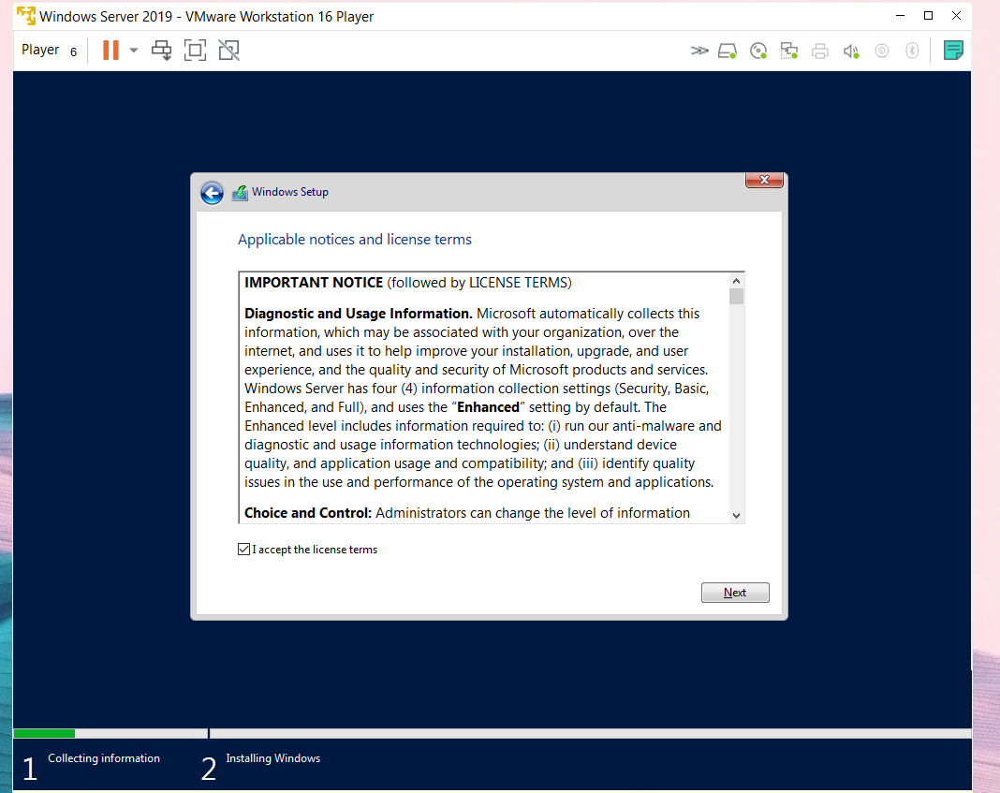 Windows Server 2019 - VMware Workstation 16 Player
Player 6
Windows Setup
Applicable notices and license terms
IMPORTANT NOTICE (followed by LICENSE TERMS)
Diagnostic and Usage Information. Microsoft automatically collects this
information, which may be associated with your organization, over the
internet, and uses it to help improve your installation, upgrade, and user
experience, and the quality and security of Microsoft products and services.
Windows Server has four (4) information collection settings (Security, Basic,
Enhanced, and Full), and uses the “Enhanced” setting by default. The
Enhanced level includes information required to: (i) run our anti-malware and
diagnostic and usage information technologies; (ii) understand device
quality, and application usage and compatibility; and (iii) identify quality
issues in the use and performance of the operating system and applications.
Choice and Control: Administrators can change the level of information
I accept the license terms
Next
1 Collecting information
2 Installing Windows